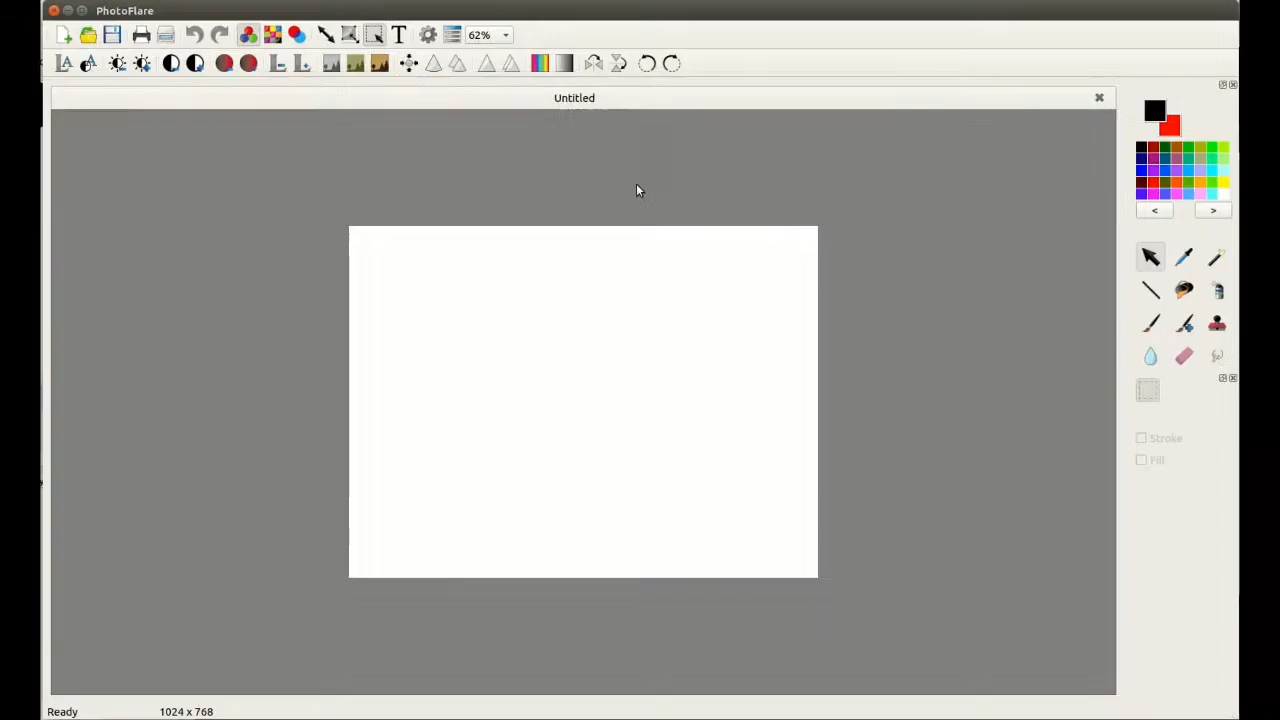 PhotoFlare
T
62%
Untitled
<
>
Stroke
Fill
Ready
1024 x 768